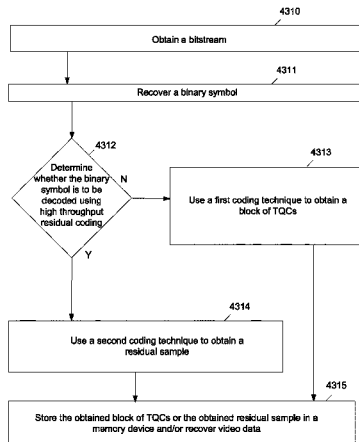 4310
Obtain a bitstream
4311
Recover a binary symbol
4312
Determine
whether the binary
symbol is to be
decoded using
high throughput
residual coding
N
Y
4313
Use a first coding technique to obtain a
block of TQCs
4314
Use a second coding technique to obtain a
residual sample
4315
Store the obtained block of TQCs or the obtained residual sample in a
memory device and/or recover video data